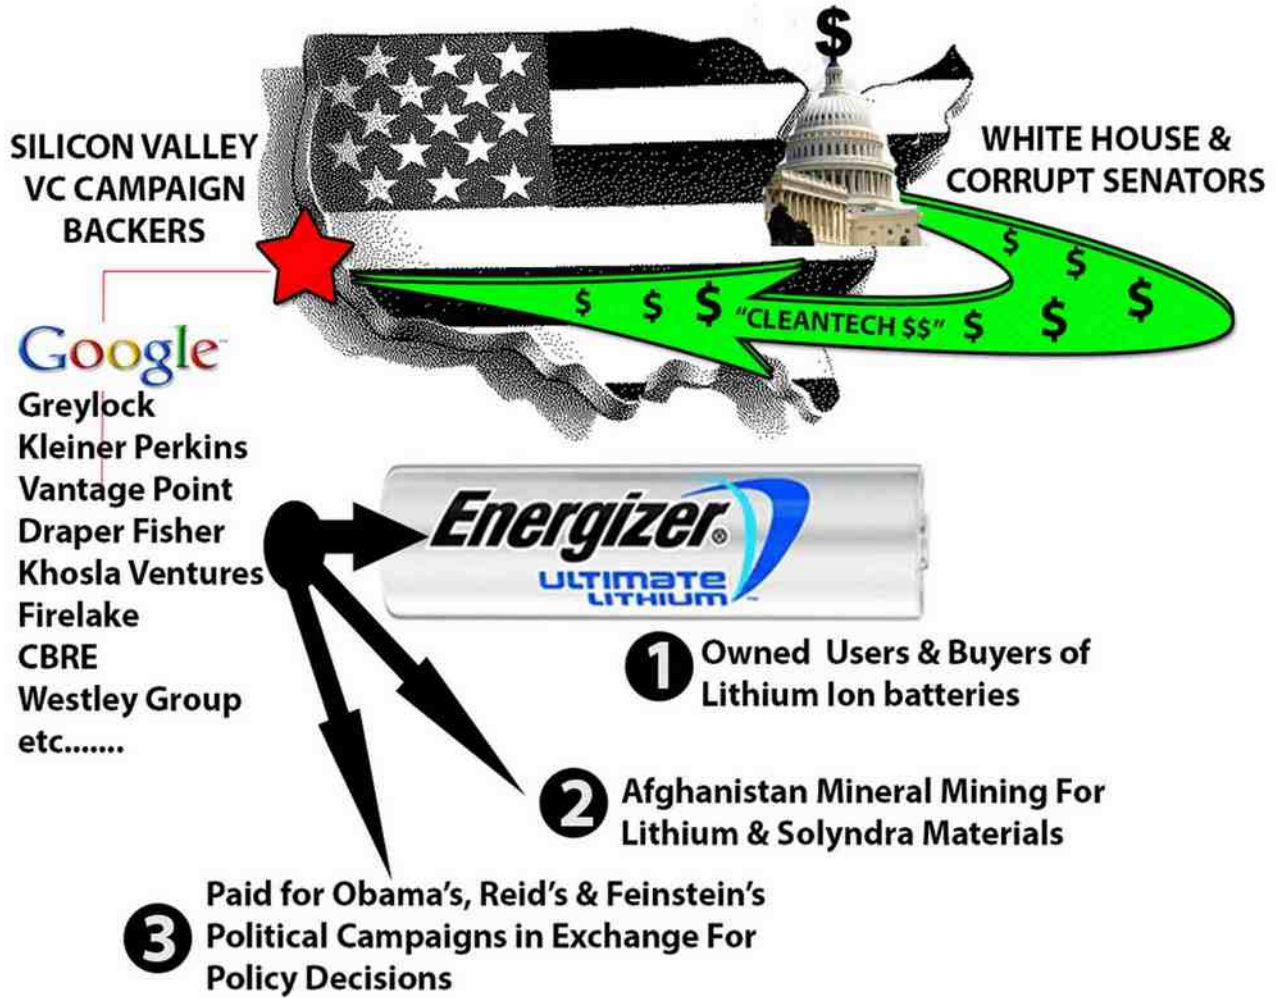 $
SILICON VALLEY
VC CAMPAIGN
BACKERS
WHITE HOUSE &
CORRUPT SENATORS
$ $ $
$ $ $ "CLEANTECH $$" $ $
Google
Greylock
Kleiner Perkins
Vantage Point
Draper Fisher
Khosla Ventures
Firelake
CBRE
Westley Group
etc.......
Energizer®
ULTIMATE
LITHIUM™
1 Owned Users & Buyers of
Lithium Ion batteries
2 Afghanistan Mineral Mining For
Lithium & Solyndra Materials
3 Paid for Obama's, Reid's & Feinstein's
Political Campaigns in Exchange For
Policy Decisions